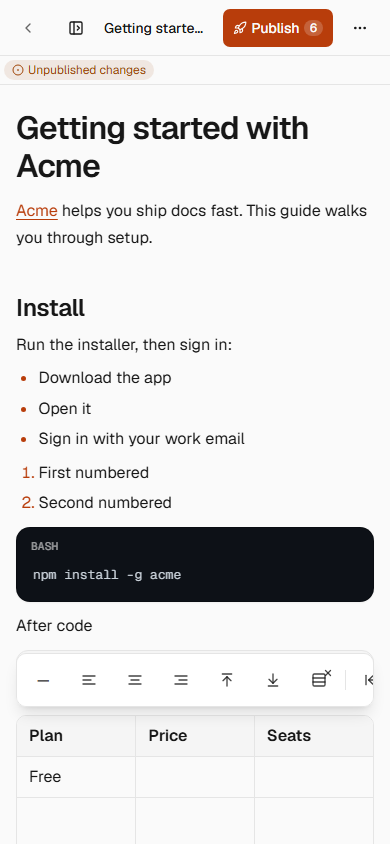 Getting starte...
Publish 6
Unpublished changes
Getting started with
Acme
Acme helps you ship docs fast. This guide walks
you through setup.
Install
Run the installer, then sign in:
• Download the app
• Open it
• Sign in with your work email
1. First numbered
2. Second numbered
BASH
npm install -g acme
After code
Plan Price Seats
Free